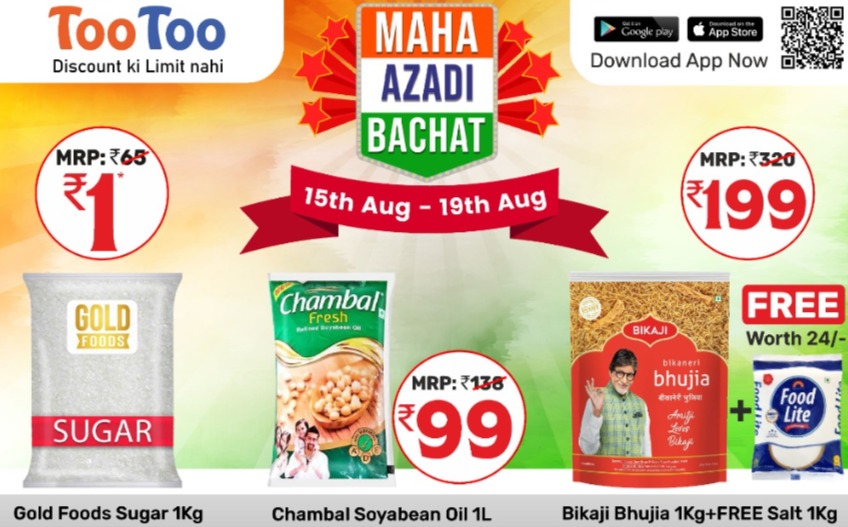 TooToo
Discount ki Limit nahi
MAHA
AZADI
BACHAT
15th Aug - 19th Aug
GET IT ON
Google play
Download on the
App Store
Download App Now
MRP: ₹65
₹1*
GOLD
FOODS
SUGAR
Gold Foods Sugar 1Kg
Chambal
Fresh
Refined Soyabean Oil
MRP: ₹138
₹99
Chambal Soyabean Oil 1L
MRP: ₹320
₹199
BIKAJI
bikaneri
bhujia
बीकानेरी भुजिया
Amitji
Loves
Bikaji
+
FREE
Worth 24/-
Food
Lite
Food Lite
Bikaji Bhujia 1Kg+FREE Salt 1Kg